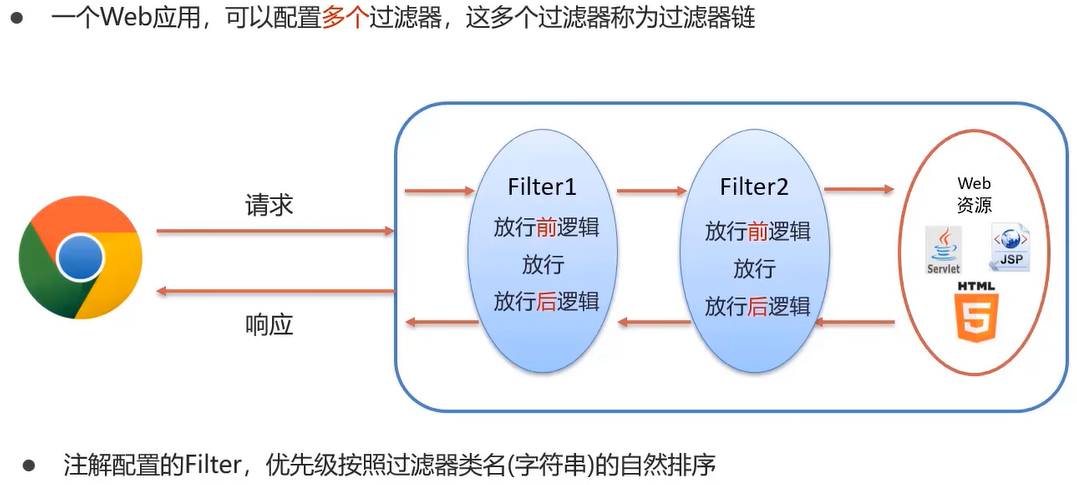 一个Web应用，可以配置多个过滤器，这多个过滤器称为过滤器链
请求
响应
Filter1
放行前逻辑
放行
放行后逻辑
Filter2
放行前逻辑
放行
放行后逻辑
Web
资源
Servlet
JSP
HTML
5
注解配置的Filter，优先级按照过滤器类名(字符串)的自然排序